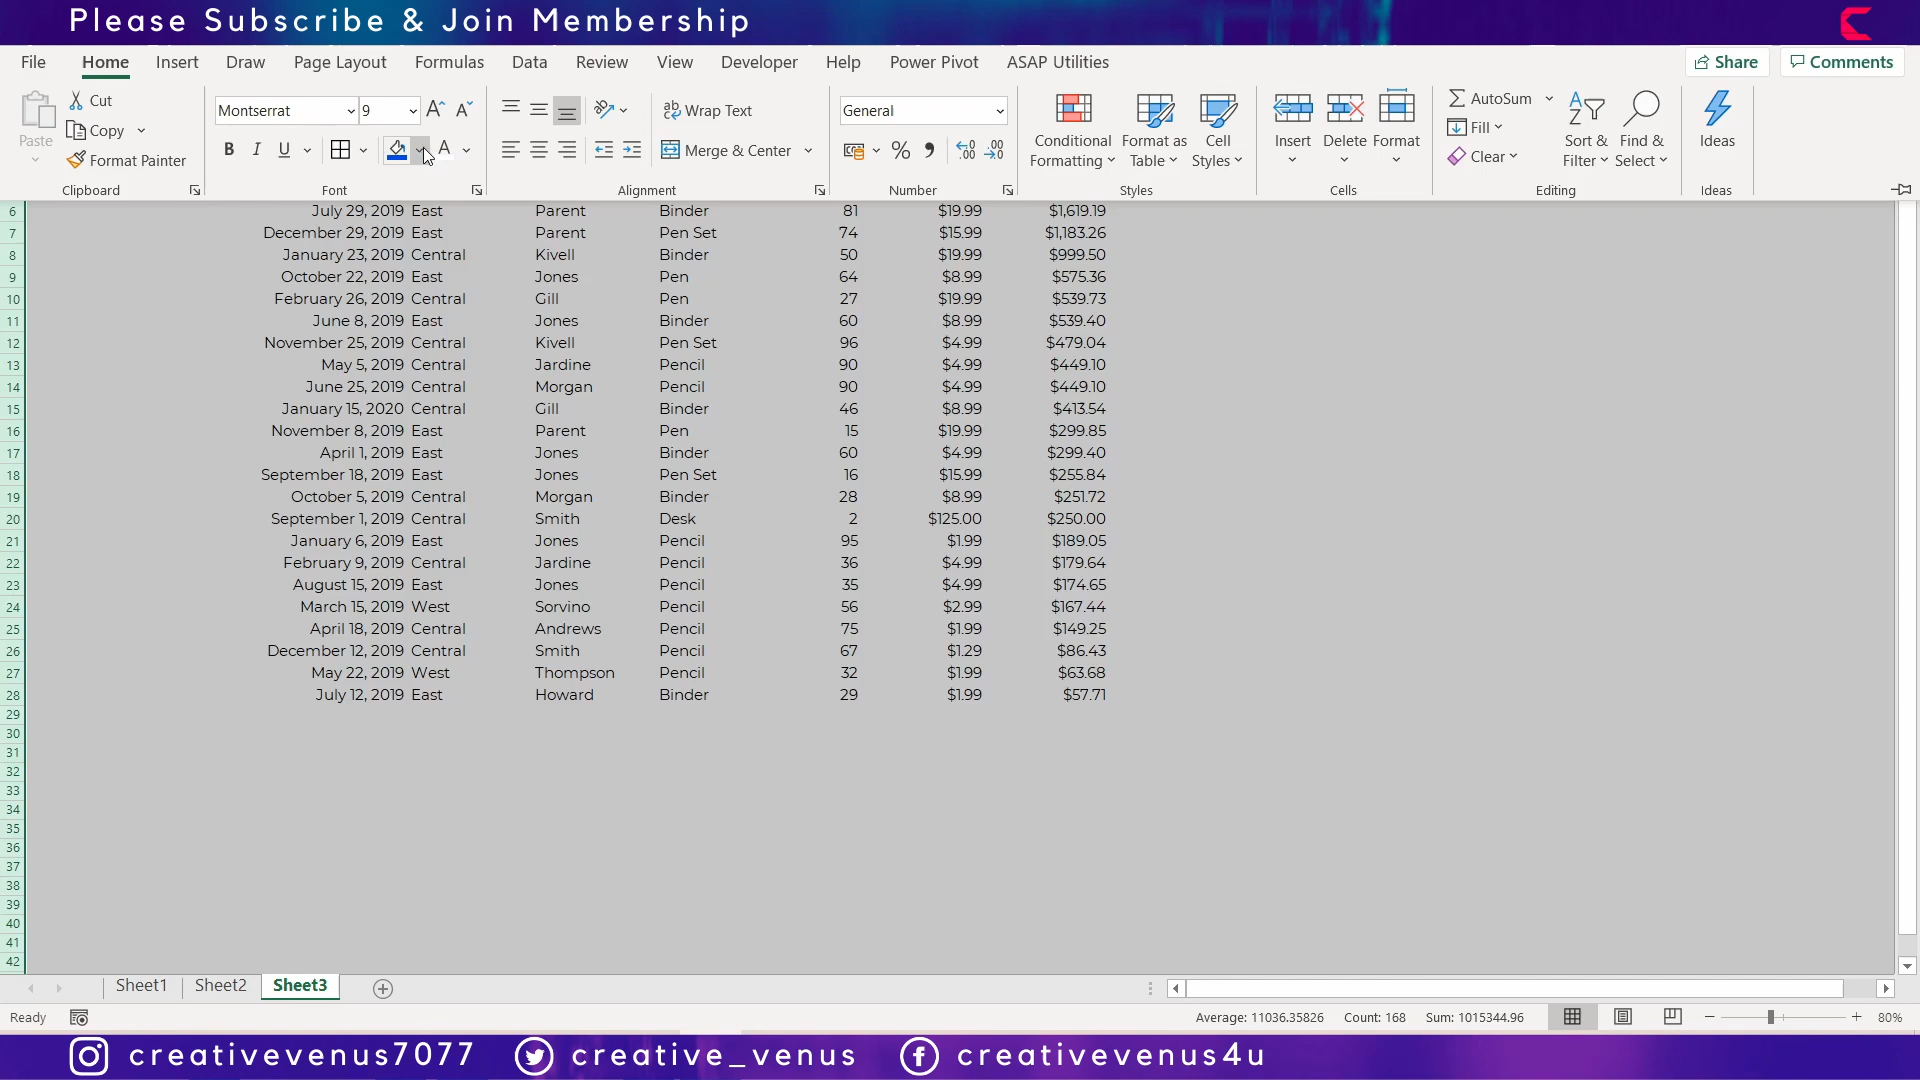 Please Subscribe & Join Membership
File Home Insert Draw Page Layout Formulas Data Review View Developer Help Power Pivot ASAP Utilities Share Comments
Cut Montserrat 9 Wrap Text General AutoSum
Paste Copy Fill
Format Painter B I U A Merge & Center % Clear
Conditional Formatting Format as Table Cell Styles Insert Delete Format Sort & Filter Find & Select Ideas
Clipboard Font Alignment Number Styles Cells Editing Ideas
6 July 29, 2019 East Parent Binder 81 $19.99 $1,619.19
7 December 29, 2019 East Parent Pen Set 74 $15.99 $1,183.26
8 January 23, 2019 Central Kivell Binder 50 $19.99 $999.50
9 October 22, 2019 East Jones Pen 64 $8.99 $575.36
10 February 26, 2019 Central Gill Pen 27 $19.99 $539.73
11 June 8, 2019 East Jones Binder 60 $8.99 $539.40
12 November 25, 2019 Central Kivell Pen Set 96 $4.99 $479.04
13 May 5, 2019 Central Jardine Pencil 90 $4.99 $449.10
14 June 25, 2019 Central Morgan Pencil 90 $4.99 $449.10
15 January 15, 2020 Central Gill Binder 46 $8.99 $413.54
16 November 8, 2019 East Parent Pen 15 $19.99 $299.85
17 April 1, 2019 East Jones Binder 60 $4.99 $299.40
18 September 18, 2019 East Jones Pen Set 16 $15.99 $255.84
19 October 5, 2019 Central Morgan Binder 28 $8.99 $251.72
20 September 1, 2019 Central Smith Desk 2 $125.00 $250.00
21 January 6, 2019 East Jones Pencil 95 $1.99 $189.05
22 February 9, 2019 Central Jardine Pencil 36 $4.99 $179.64
23 August 15, 2019 East Jones Pencil 35 $4.99 $174.65
24 March 15, 2019 West Sorvino Pencil 56 $2.99 $167.44
25 April 18, 2019 Central Andrews Pencil 75 $1.99 $149.25
26 December 12, 2019 Central Smith Pencil 67 $1.29 $86.43
27 May 22, 2019 West Thompson Pencil 32 $1.99 $63.68
28 July 12, 2019 East Howard Binder 29 $1.99 $57.71
29
30
31
32
33
34
35
36
37
38
39
40
41
42
Sheet1 Sheet2 Sheet3
Ready Average: 11036.35826 Count: 168 Sum: 1015344.96 80%
creativevenus7077 creative_venus creativevenus4u